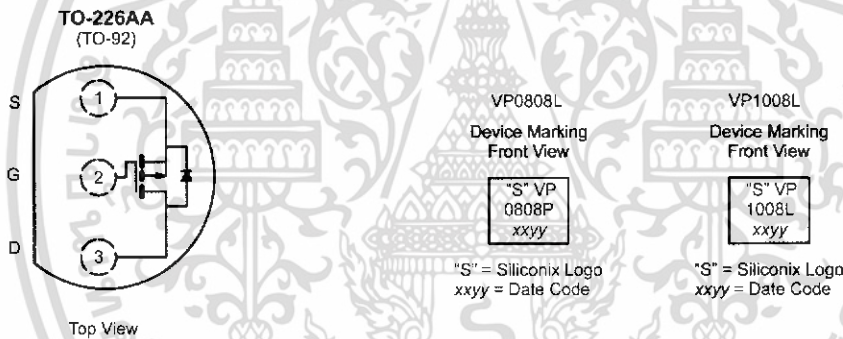 TO-226AA
(TO-92)
S
1
G
2
D
3
Top View
VP0808L
Device Marking
Front View
"S" VP
0808P
xxyy
"S" = Siliconix Logo
xxyy = Date Code
VP1008L
Device Marking
Front View
"S" VP
1008L
xxyy
"S" = Siliconix Logo
xxyy = Date Code